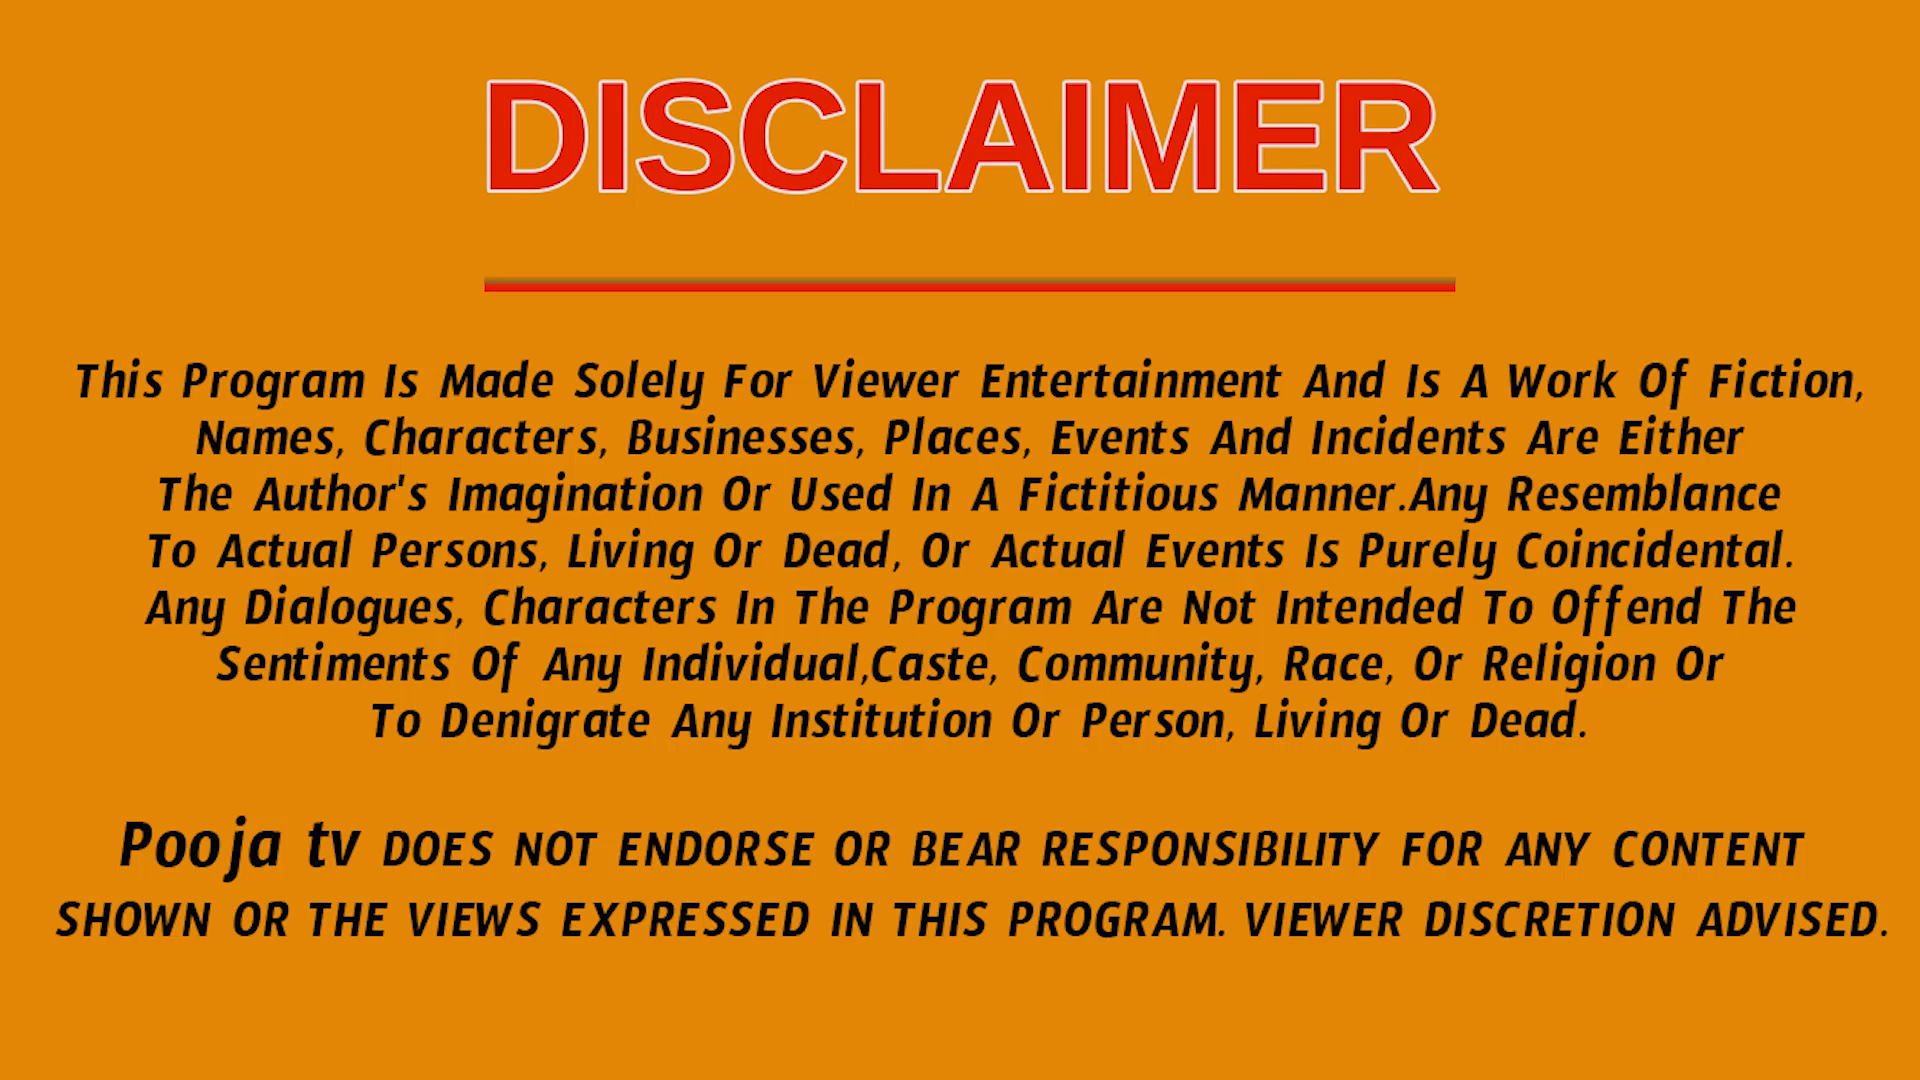 DISCLAIMER
This Program Is Made Solely For Viewer Entertainment And Is A Work Of Fiction,
Names, Characters, Businesses, Places, Events And Incidents Are Either
The Author's Imagination Or Used In A Fictitious Manner.Any Resemblance
To Actual Persons, Living Or Dead, Or Actual Events Is Purely Coincidental.
Any Dialogues, Characters In The Program Are Not Intended To Offend The
Sentiments Of Any Individual,Caste, Community, Race, Or Religion Or
To Denigrate Any Institution Or Person, Living Or Dead.
Pooja tv DOES NOT ENDORSE OR BEAR RESPONSIBILITY FOR ANY CONTENT
SHOWN OR THE VIEWS EXPRESSED IN THIS PROGRAM. VIEWER DISCRETION ADVISED.